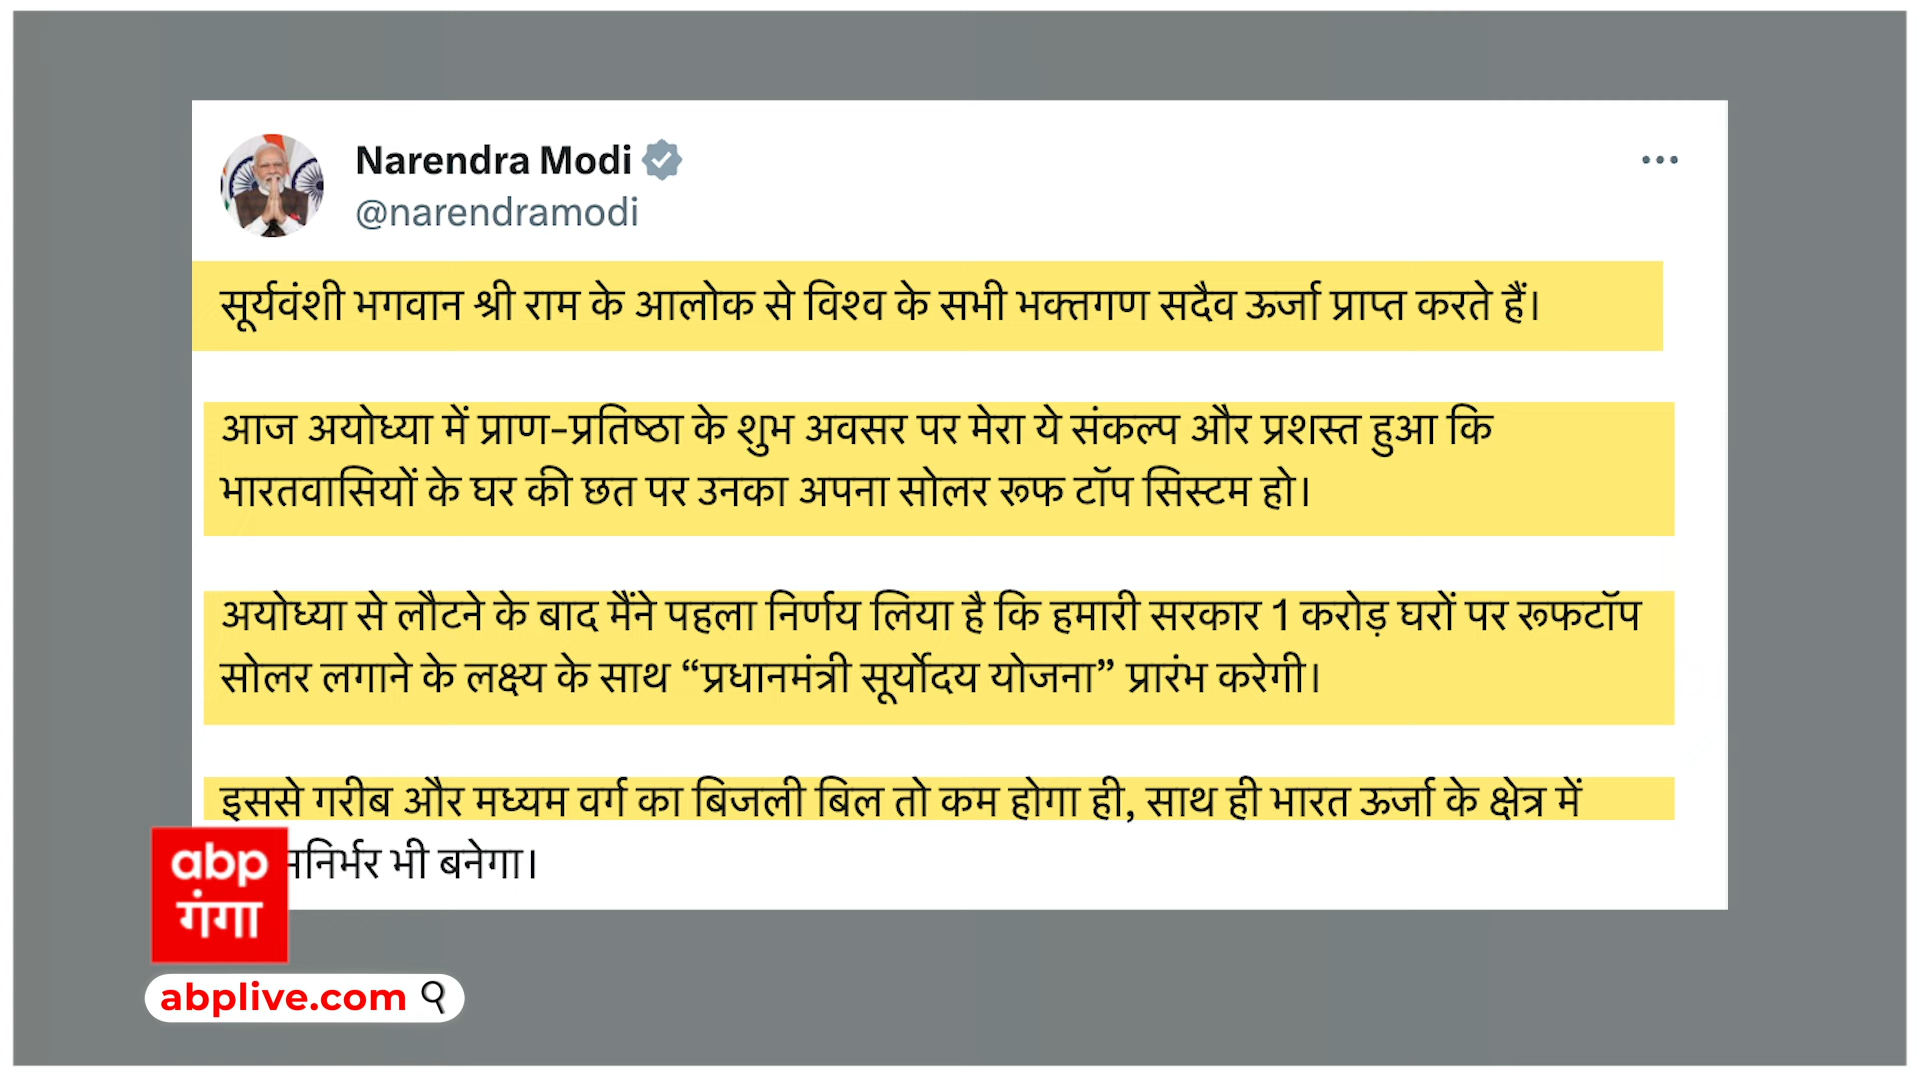 Narendra Modi
@narendramodi
सूर्यवंशी भगवान श्री राम के आलोक से विश्व के सभी भक्तगण सदैव ऊर्जा प्राप्त करते हैं।
आज अयोध्या में प्राण-प्रतिष्ठा के शुभ अवसर पर मेरा ये संकल्प और प्रशस्त हुआ कि
भारतवासियों के घर की छत पर उनका अपना सोलर रूफ टॉप सिस्टम हो।
अयोध्या से लौटने के बाद मैंने पहला निर्णय लिया है कि हमारी सरकार 1 करोड़ घरों पर रूफटॉप
सोलर लगाने के लक्ष्य के साथ “प्रधानमंत्री सूर्योदय योजना” प्रारंभ करेगी।
इससे गरीब और मध्यम वर्ग का बिजली बिल तो कम होगा ही, साथ ही भारत ऊर्जा के क्षेत्र में
भी बनेगा।
abp
गंगा
abplive.com